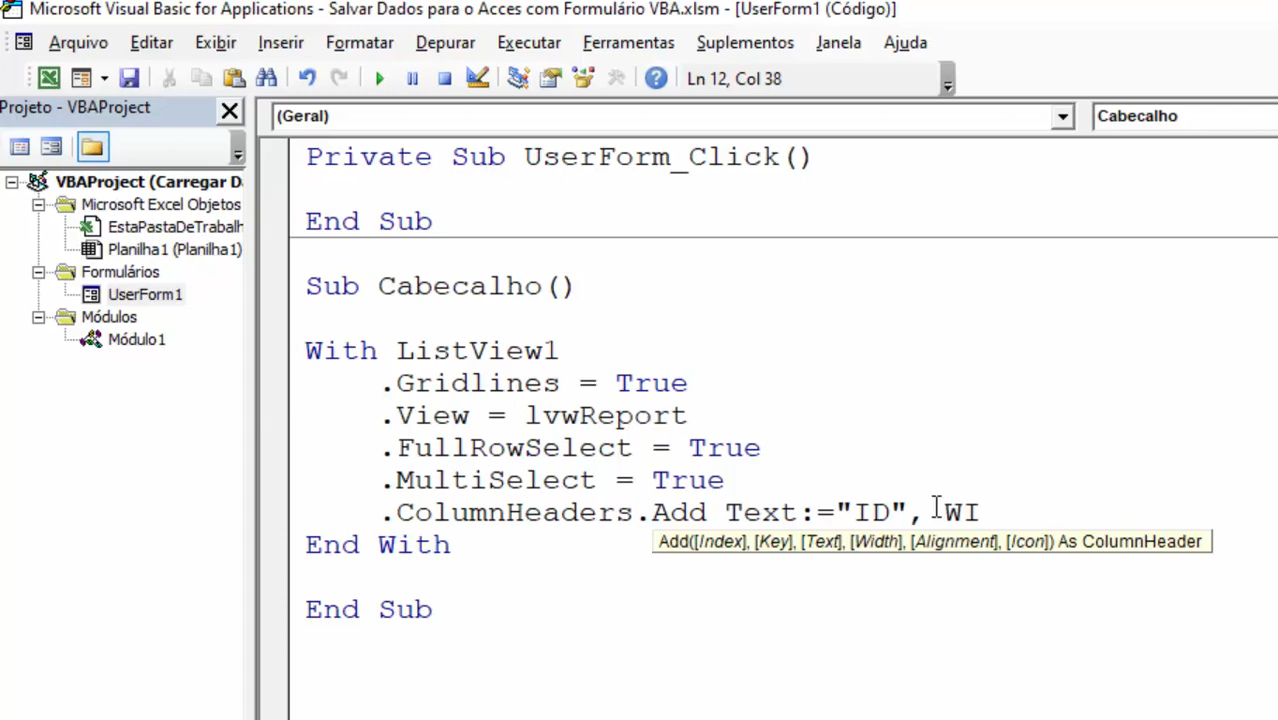 Microsoft Visual Basic for Applications - Salvar Dados para o Acces com Formulário VBA.xlsm - [UserForm1 (Código)]
Arquivo Editar Exibir Inserir Formatar Depurar Executar Ferramentas Suplementos Janela Ajuda
Ln 12, Col 38
Projeto - VBAProject
(Geral) Cabecalho
VBAProject (Carregar D
Microsoft Excel Objetos
EstaPastaDeTrabalh
Planilha1 (Planilha1)
Formulários
UserForm1
Módulos
Módulo1
Private Sub UserForm_Click()
End Sub
Sub Cabecalho()
With ListView1
.Gridlines = True
.View = lvwReport
.FullRowSelect = True
.MultiSelect = True
.ColumnHeaders.Add Text:="ID", WI
Add([Index], [Key], [Text], [Width], [Alignment], [Icon]) As ColumnHeader
End With
End Sub